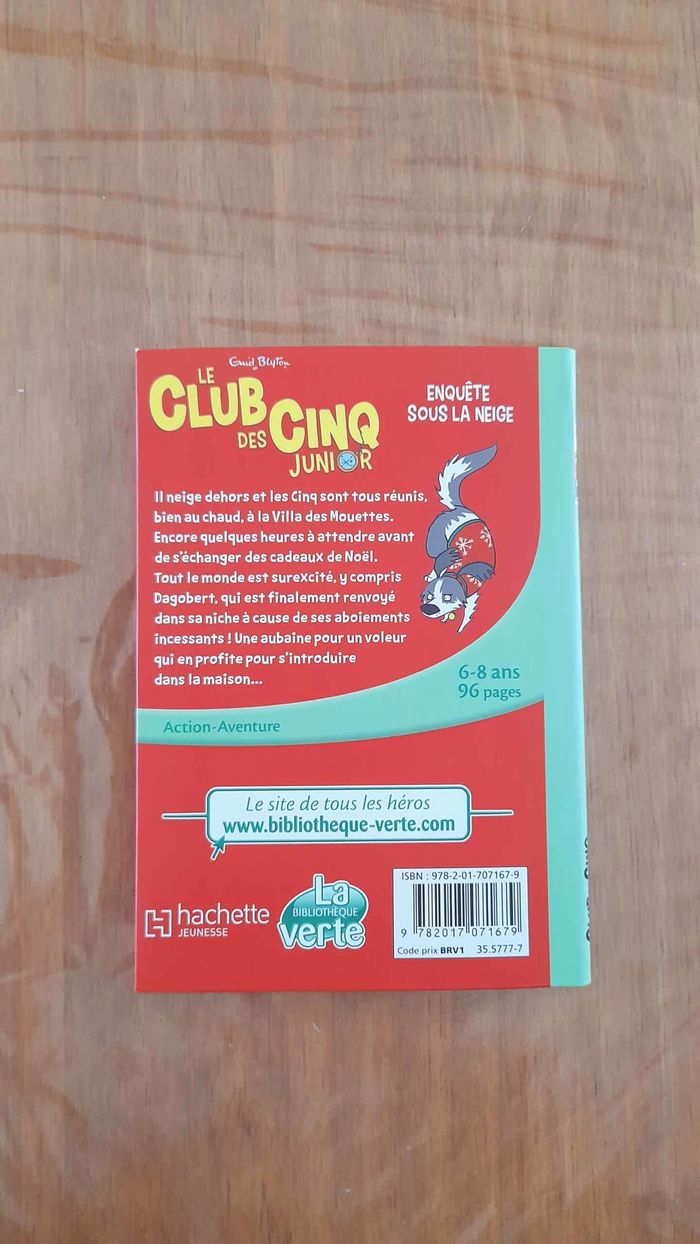 Enid Blyton
LE
CLUB
DES CINQ
JUNIOR
ENQUÊTE
SOUS LA NEIGE
Il neige dehors et les Cinq sont tous réunis,
bien au chaud, à la Villa des Mouettes.
Encore quelques heures à attendre avant
de s'échanger des cadeaux de Noël.
Tout le monde est surexcité, y compris
Dagobert, qui est finalement renvoyé
dans sa niche à cause de ses aboiements
incessants ! Une aubaine pour un voleur
qui en profite pour s'introduire
dans la maison...
6-8 ans
96 pages
Action-Aventure
Le site de tous les héros
www.bibliotheque-verte.com
hachette
JEUNESSE
La
BIBLIOTHÈQUE
verte
ISBN : 978-2-01-707167-9
9 782017 071679
Code prix BRV1 35.5777-7